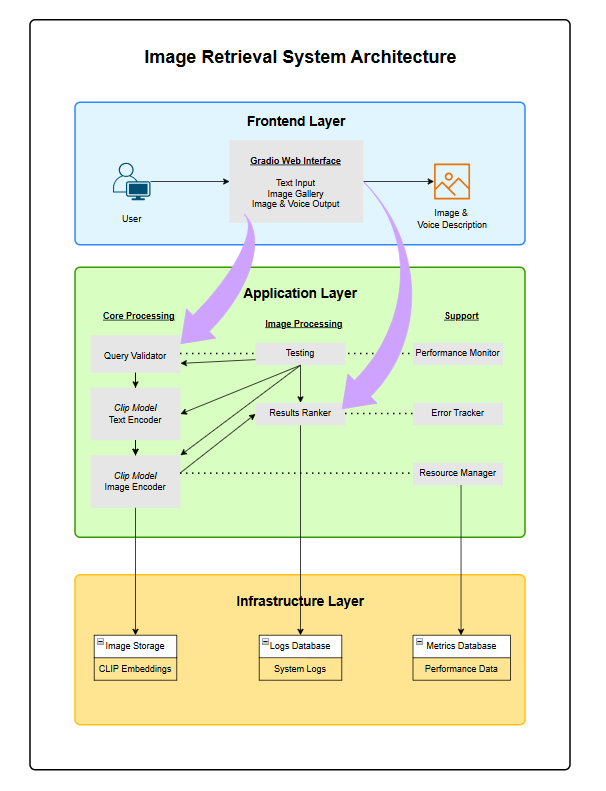 Image Retrieval System Architecture
Frontend Layer
Gradio Web Interface
Text Input
Image Gallery
Image & Voice Output
User
Image &
Voice Description
Application Layer
Core Processing
Image Processing
Support
Query Validator
Testing
Performance Monitor
Clip Model
Text Encoder
Results Ranker
Error Tracker
Clip Model
Image Encoder
Resource Manager
Infrastructure Layer
Image Storage
CLIP Embeddings
Logs Database
System Logs
Metrics Database
Performance Data